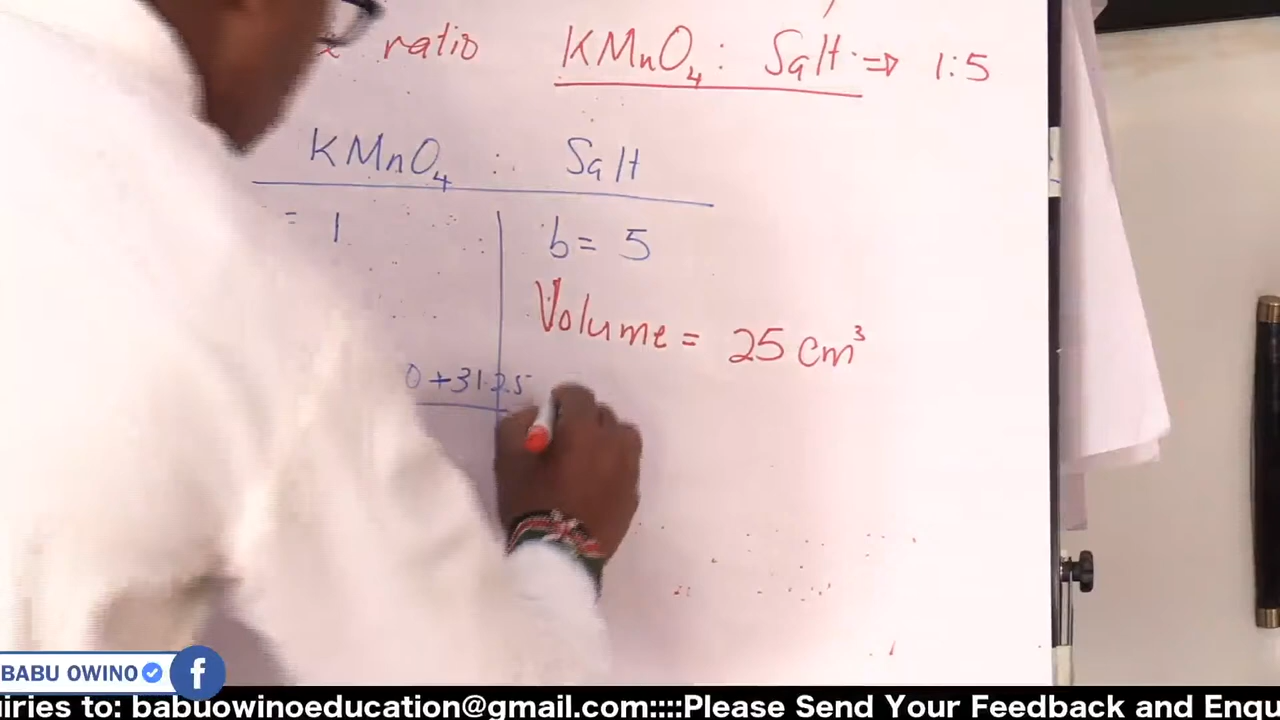 ratio KMnO₄: Salt ⇒ 1:5
KMnO₄ : Salt
= 1
b = 5
Volume = 25 cm³
0 + 31.25
BABU OWINO
f
iries to: babuowinoeducation@gmail.com::::Please Send Your Feedback and Enqu